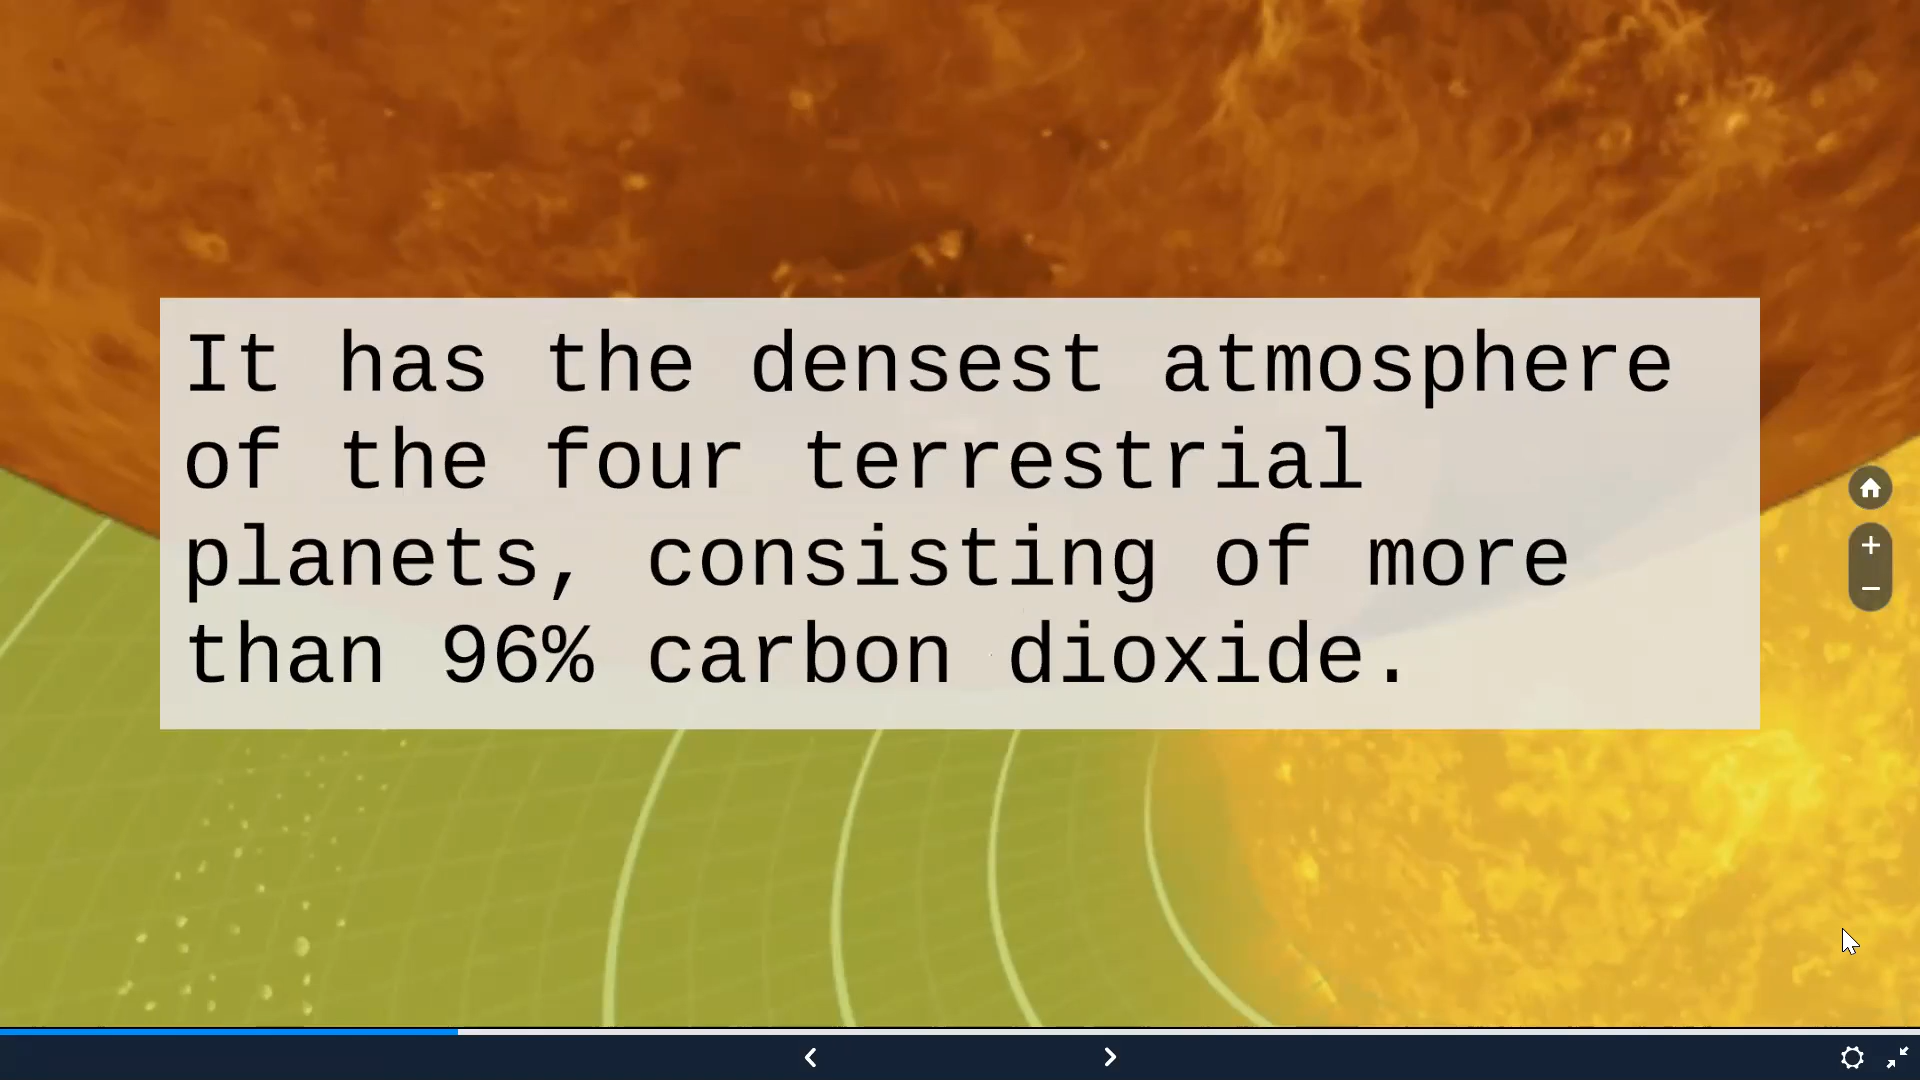 It has the densest atmosphere
of the four terrestrial
planets, consisting of more
than 96% carbon dioxide.